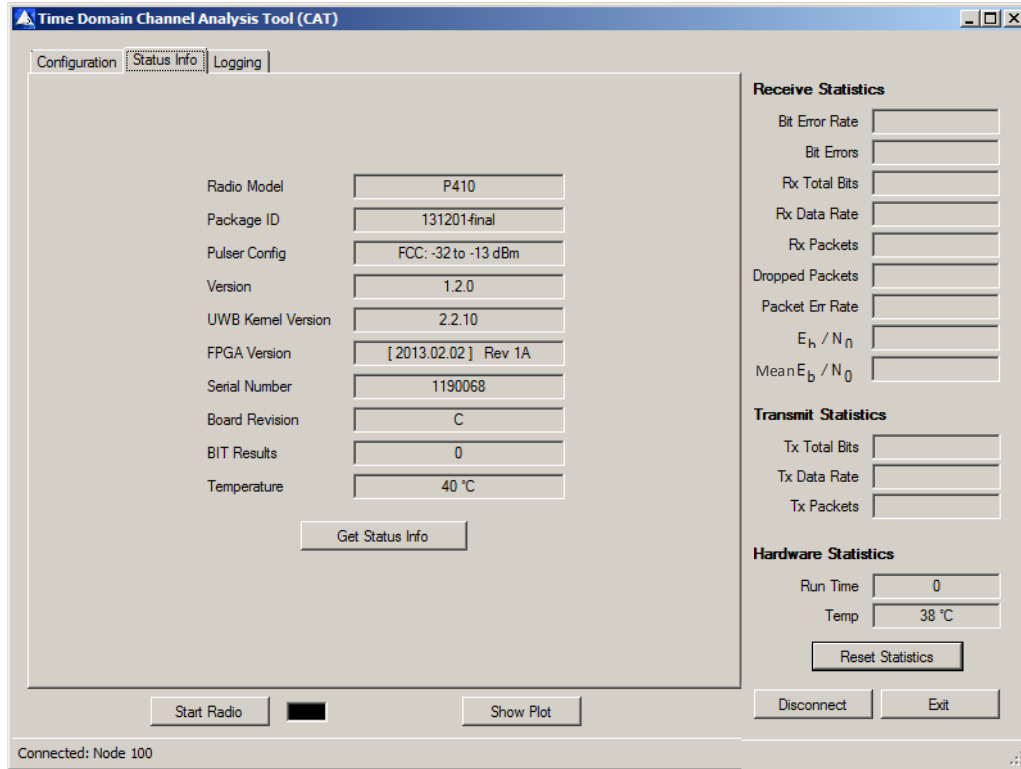 Time Domain Channel Analysis Tool (CAT)
Configuration Status Info Logging
Radio Model P410
Package ID 131201-final
Pulser Config FCC: -32 to -13 dBm
Version 1.2.0
UWB Kernel Version 2.2.10
FPGA Version [ 2013.02.02 ] Rev 1A
Serial Number 1190068
Board Revision C
BIT Results 0
Temperature 40 °C
Get Status Info
Receive Statistics
Bit Error Rate
Bit Errors
Rx Total Bits
Rx Data Rate
Rx Packets
Dropped Packets
Packet Err Rate
E_b / N_0
Mean E_b / N_0
Transmit Statistics
Tx Total Bits
Tx Data Rate
Tx Packets
Hardware Statistics
Run Time 0
Temp 38 °C
Reset Statistics
Start Radio Show Plot Disconnect Exit
Connected: Node 100